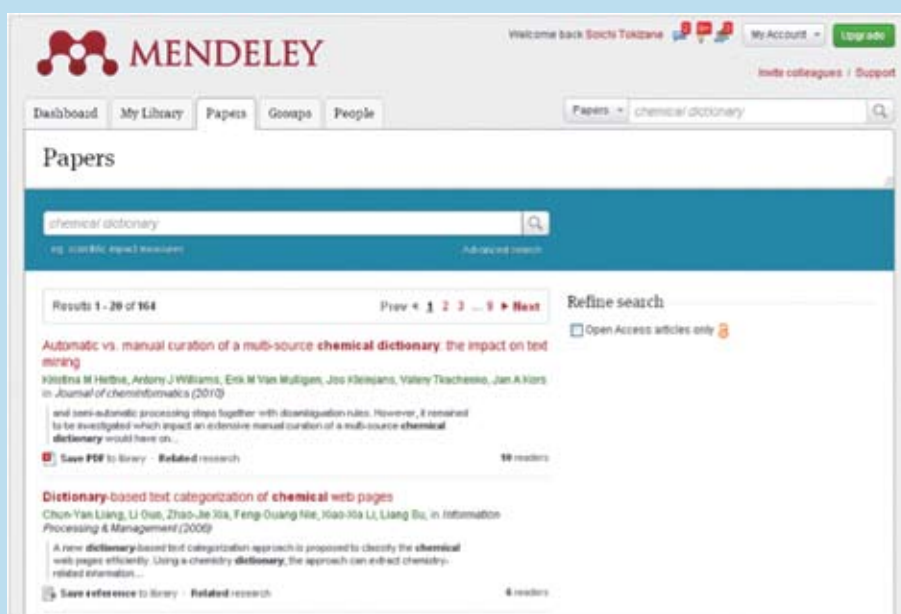 MENDELEY
Welcome back Soichi Tokizane
My Account
Upgrade
Invite colleagues / Support
Dashboard My Library Papers Groups People
Papers chemical dictionary
Papers
chemical dictionary
eg. scientific impact measures Advanced search
Results 1 - 20 of 164 Prev 1 2 3 ... 9 Next
Refine search
Open Access articles only
Automatic vs. manual curation of a multi-source chemical dictionary: the impact on text
mining
Kristina M Hettne, Antony J Williams, Erik M Van Mulligen, Jos Kleinjans, Valery Tkachenko, Jan A Kors
in Journal of cheminformatics (2010)
and semi-automatic processing steps together with disambiguation rules. However, it remained
to be investigated which impact an extensive manual curation of a multi-source chemical
dictionary would have on...
Save PDF to library · Related research 10 readers
Dictionary-based text categorization of chemical web pages
Chun-Yan Liang, Li Guo, Zhao-Jie Xia, Feng-Guang Nie, Xiao-Xia Li, Liang Su, in Information
Processing & Management (2006)
A new dictionary-based text categorization approach is proposed to classify the chemical
web pages efficiently. Using a chemistry dictionary, the approach can extract chemistry-
related information...
Save reference to library · Related research 6 readers